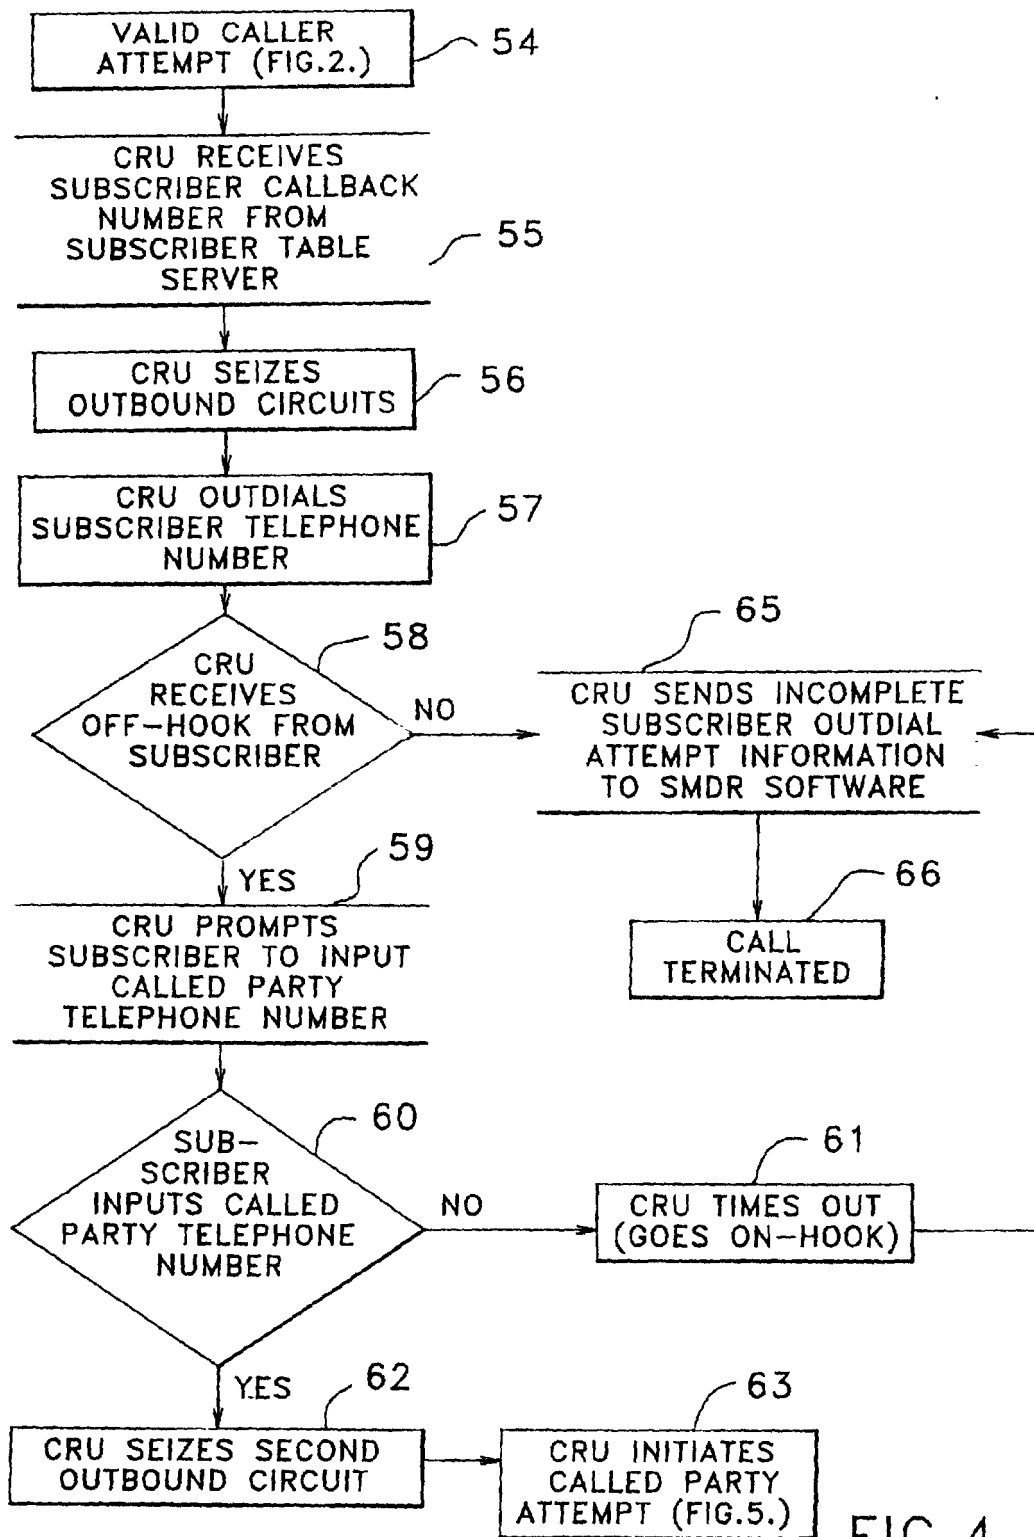 VALID CALLER
ATTEMPT (FIG.2.)
54
CRU RECEIVES
SUBSCRIBER CALLBACK
NUMBER FROM
SUBSCRIBER TABLE
SERVER
55
CRU SEIZES
OUTBOUND CIRCUITS
56
CRU OUTDIALS
SUBSCRIBER TELEPHONE
NUMBER
57
CRU
RECEIVES
OFF-HOOK FROM
SUBSCRIBER
58
NO
65
CRU SENDS INCOMPLETE
SUBSCRIBER OUTDIAL
ATTEMPT INFORMATION
TO SMDR SOFTWARE
66
CALL
TERMINATED
YES
59
CRU PROMPTS
SUBSCRIBER TO INPUT
CALLED PARTY
TELEPHONE NUMBER
SUB-
SCRIBER
INPUTS CALLED
PARTY TELEPHONE
NUMBER
60
NO
61
CRU TIMES OUT
(GOES ON-HOOK)
YES
62
CRU SEIZES SECOND
OUTBOUND CIRCUIT
63
CRU INITIATES
CALLED PARTY
ATTEMPT (FIG.5.)
FIG.4